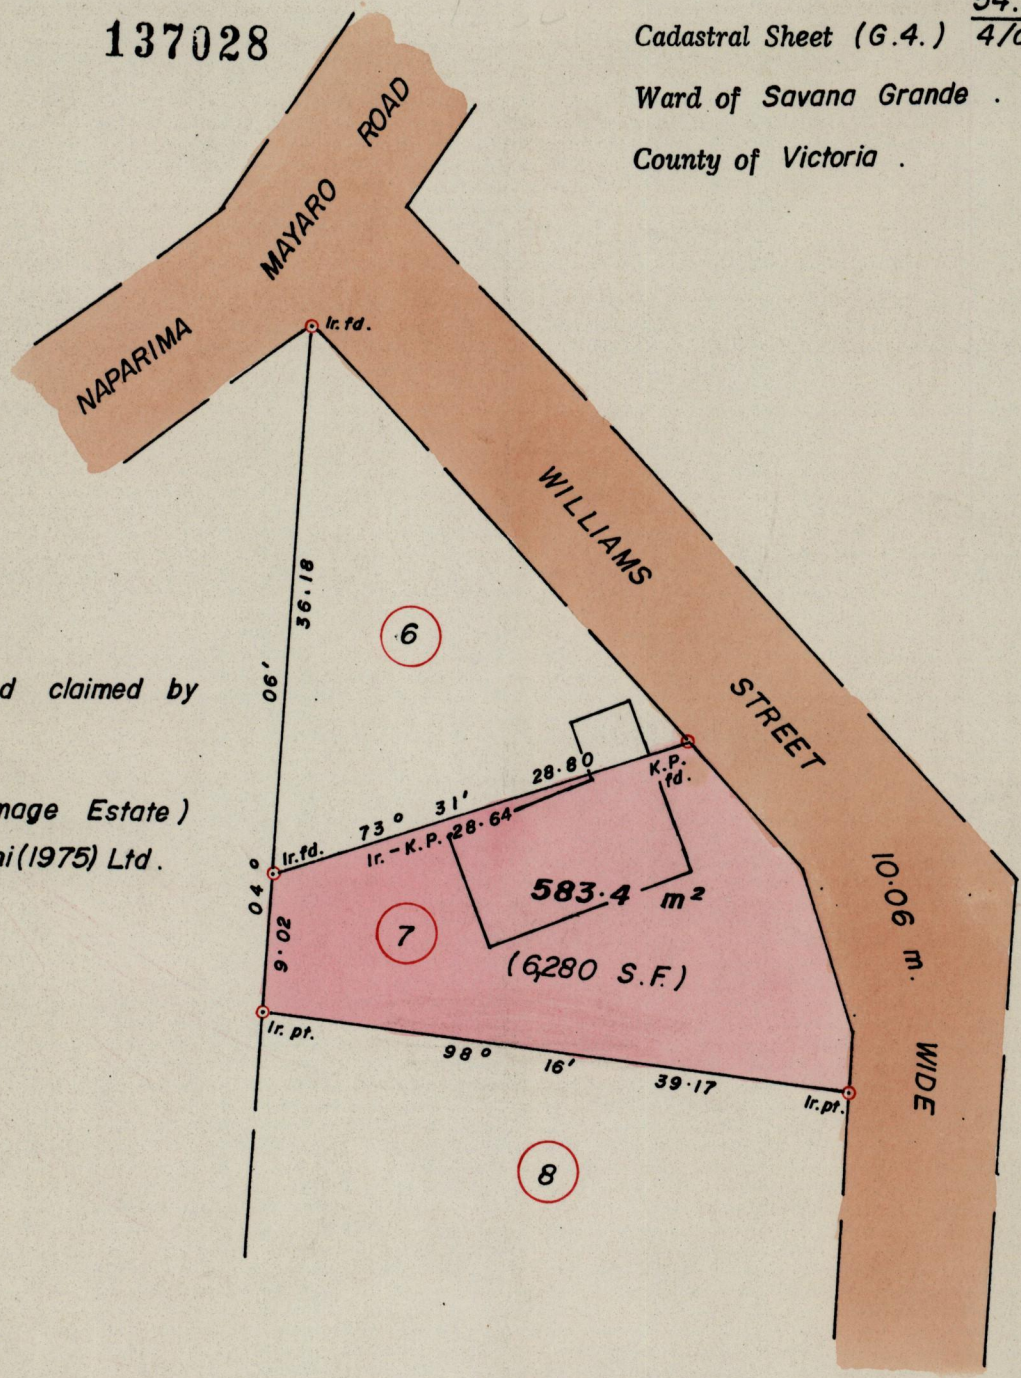 137028
Cadastral Sheet (G.4.)
Ward of Savana Grande .
County of Victoria .
NAPARIMA MAYARO ROAD
Ir. fd.
WILLIAMS STREET
10·06 m. WIDE
36·18
06'
04°
9·02
6
claimed by
Estate )
(1975) Ltd.
28·80
73° 31'
Ir. - K.P. 28·64
K.P.
fd.
Ir.fd.
583·4 m²
7
(6,280 S.F.)
Ir. pt.
98° 16' 39·17
Ir.pt.
8